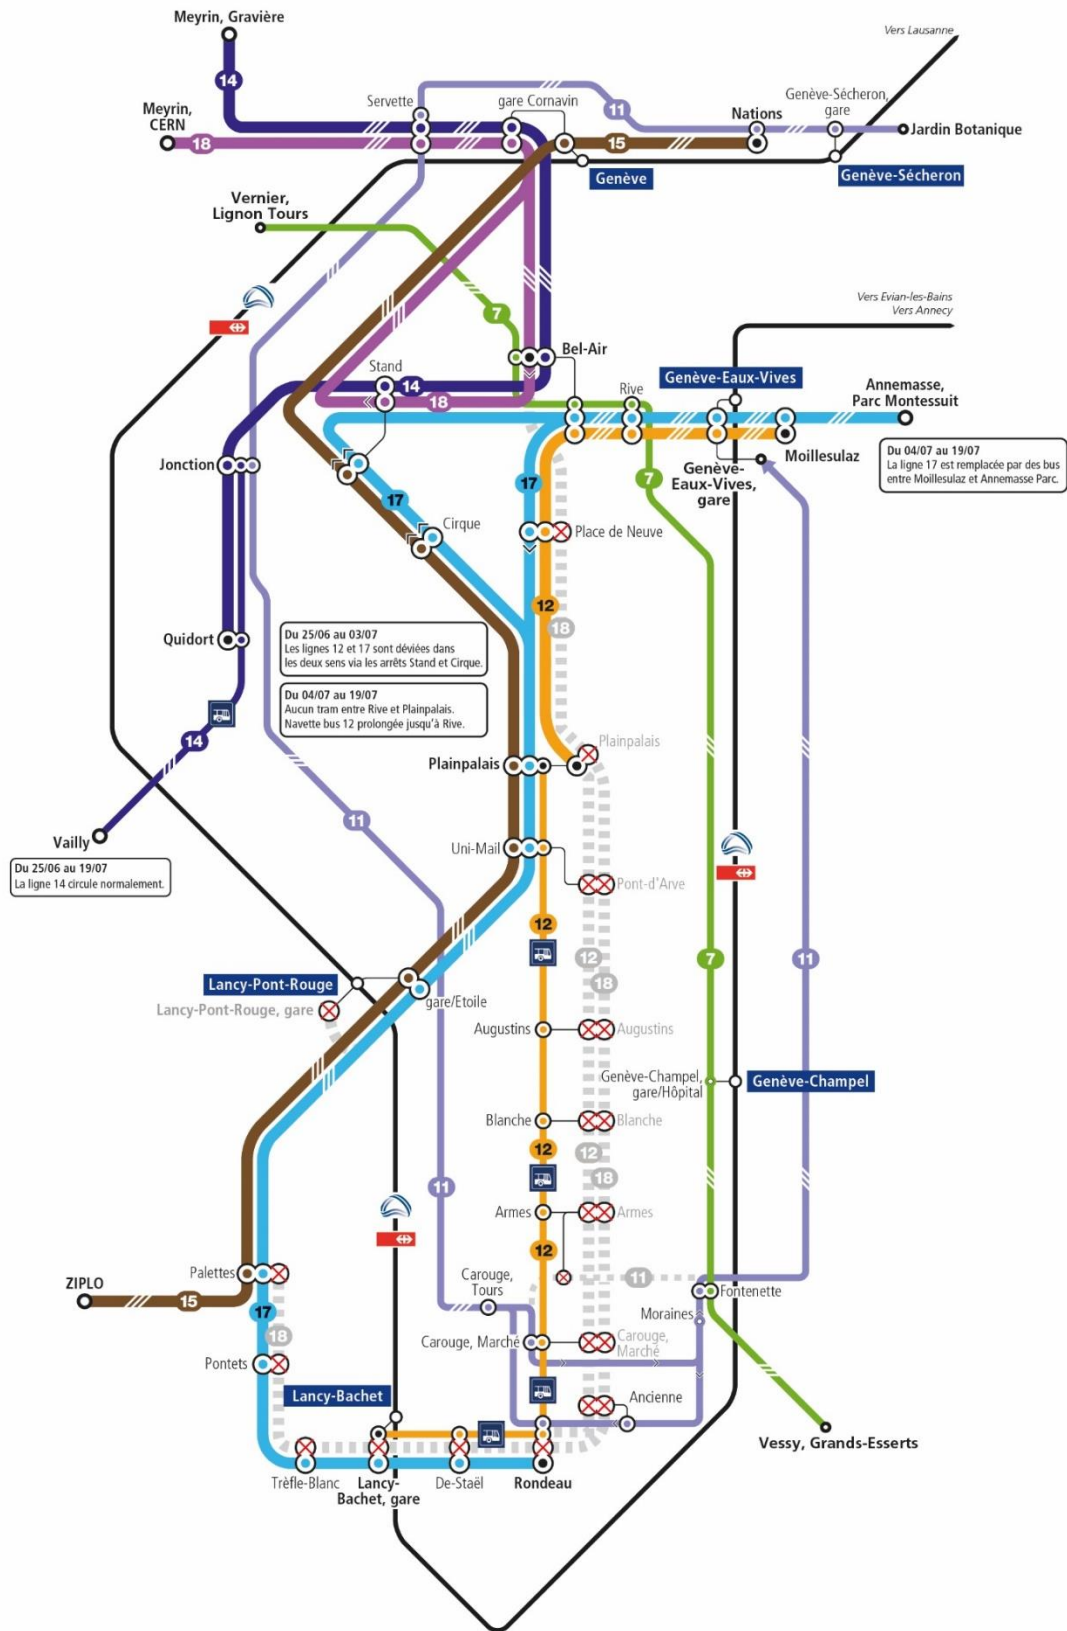 Meyrin, Gravière
Vers Lausanne
14
Servette
gare Cornavin
11
Nations
Genève-Sécheron,
gare
Meyrin,
CERN
18
15
Jardin Botanique
Genève
Genève-Sécheron
Vernier,
Lignon Tours
7
Vers Evian-les-Bains
Vers Annecy
Bel-Air
Stand
14
18
Rive
Genève-Eaux-Vives
Annemasse,
Parc Montessuit
Moillesulaz
Du 04/07 au 19/07
La ligne 17 est remplacée par des bus
entre Moillesulaz et Annemasse Parc.
Genève-
Eaux-Vives,
gare
Jonction
17
17
7
Cirque
Place de Neuve
12
18
Quidort
Du 25/06 au 03/07
Les lignes 12 et 17 sont déviées dans
les deux sens via les arrêts Stand et Cirque.
Du 04/07 au 19/07
Aucun tram entre Rive et Plainpalais.
Navette bus 12 prolongée jusqu'à Rive.
14
Plainpalais
Plainpalais
11
Vailly
Du 25/06 au 19/07
La ligne 14 circule normalement.
Uni-Mail
Pont-d'Arve
12
12
18
7
11
Lancy-Pont-Rouge
Lancy-Pont-Rouge, gare
gare/Etoile
Augustins
Augustins
Genève-Champel,
gare/Hôpital
Genève-Champel
Blanche
Blanche
12
12
18
11
Armes
Armes
12
ZIPLO
15
Palettes
17
18
Carouge,
Tours
11
Fontenette
Moraines
Carouge, Marché
Carouge,
Marché
Pontets
Lancy-Bachet
Ancienne
Vessy, Grands-Esserts
Trèfle-Blanc
Lancy-
Bachet, gare
De-Staël
Rondeau